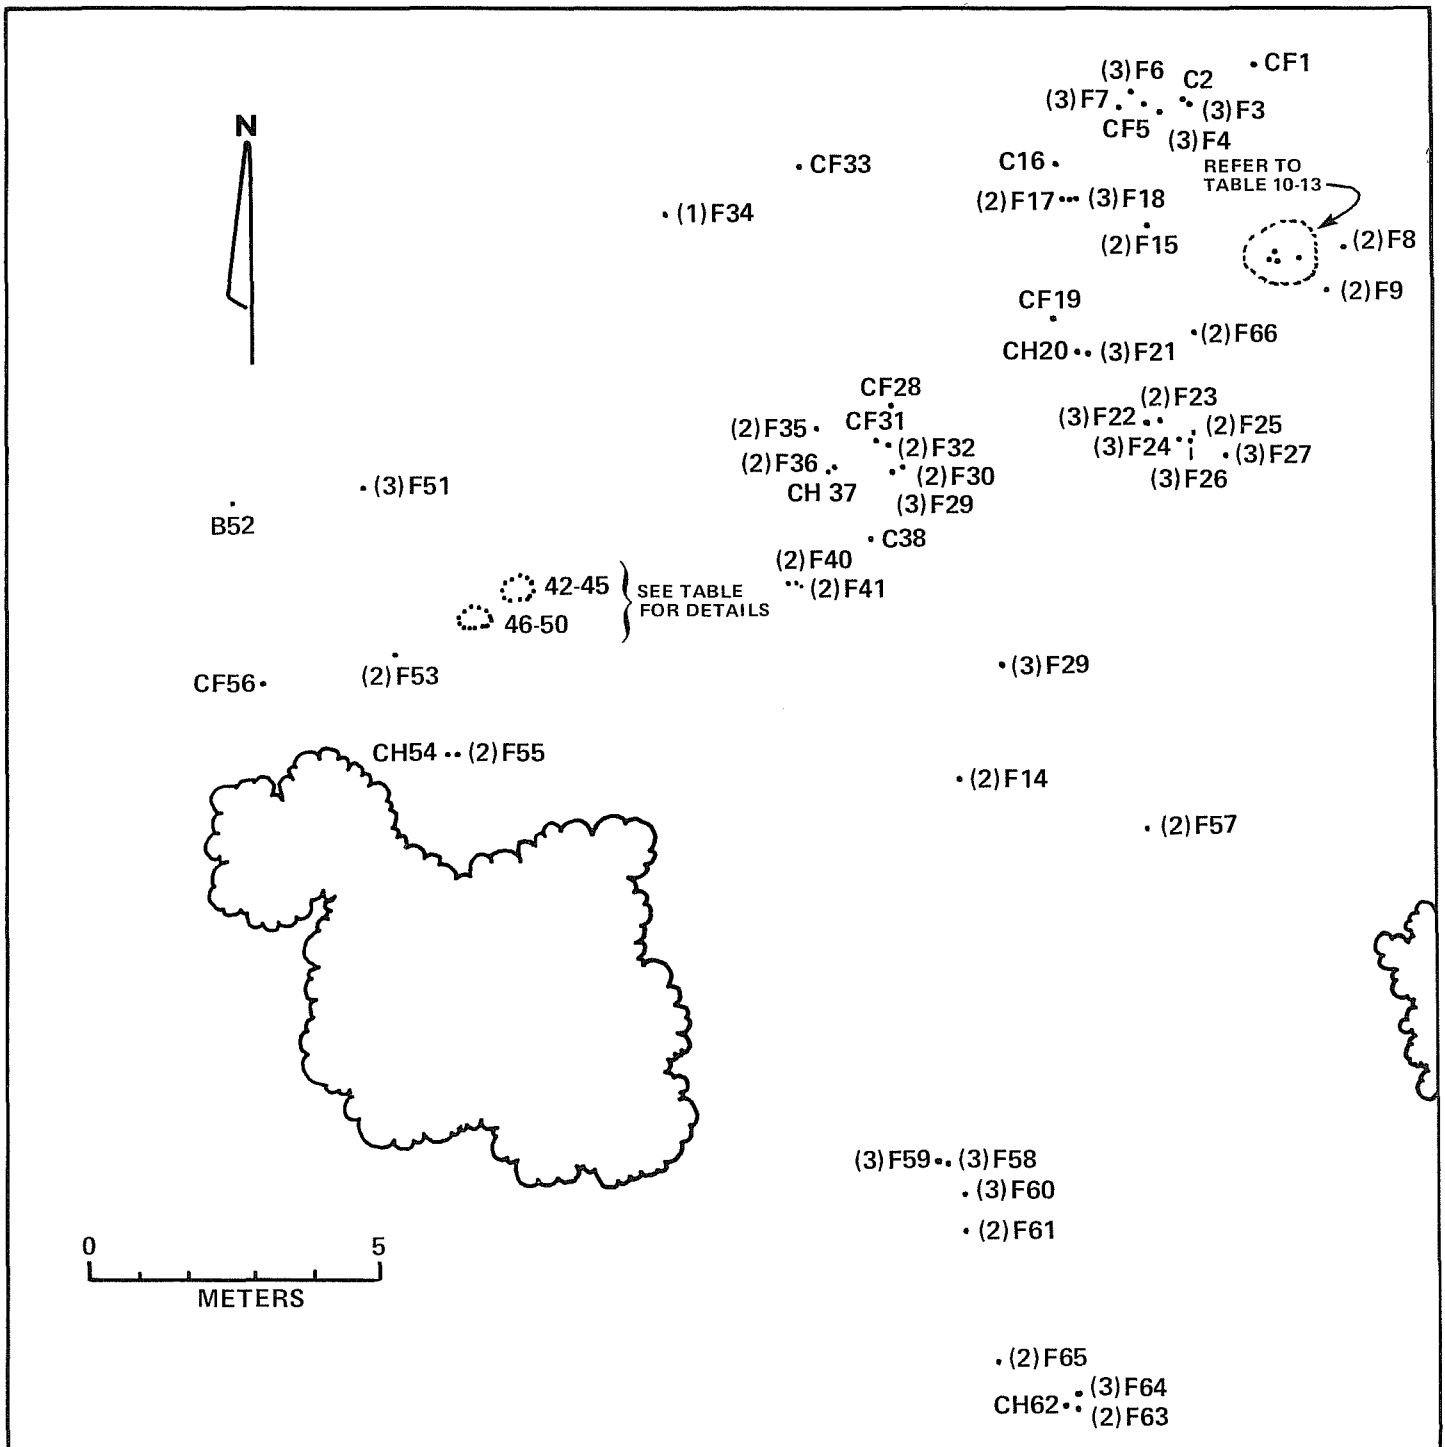 CF1
(3)F6
C2
(3)F7
(3)F3
CF5
(3)F4
N
CF33
C16
REFER TO
TABLE 10-13
(1)F34
(2)F17
(3)F18
(2)F15
(2)F8
(2)F9
CF19
(2)F66
CH20
(3)F21
CF28
(2)F23
CF31
(3)F22
(2)F25
(2)F35
(2)F32
(3)F24
(3)F27
(2)F36
(2)F30
(3)F26
CH 37
(3)F29
(3)F51
B52
C38
(2)F40
(2)F41
42-45
SEE TABLE
FOR DETAILS
46-50
(3)F29
(2)F53
CF56
CH54
(2)F55
(2)F14
(2)F57
(3)F59
(3)F58
(3)F60
(2)F61
0 5
METERS
(2)F65
(3)F64
CH62
(2)F63